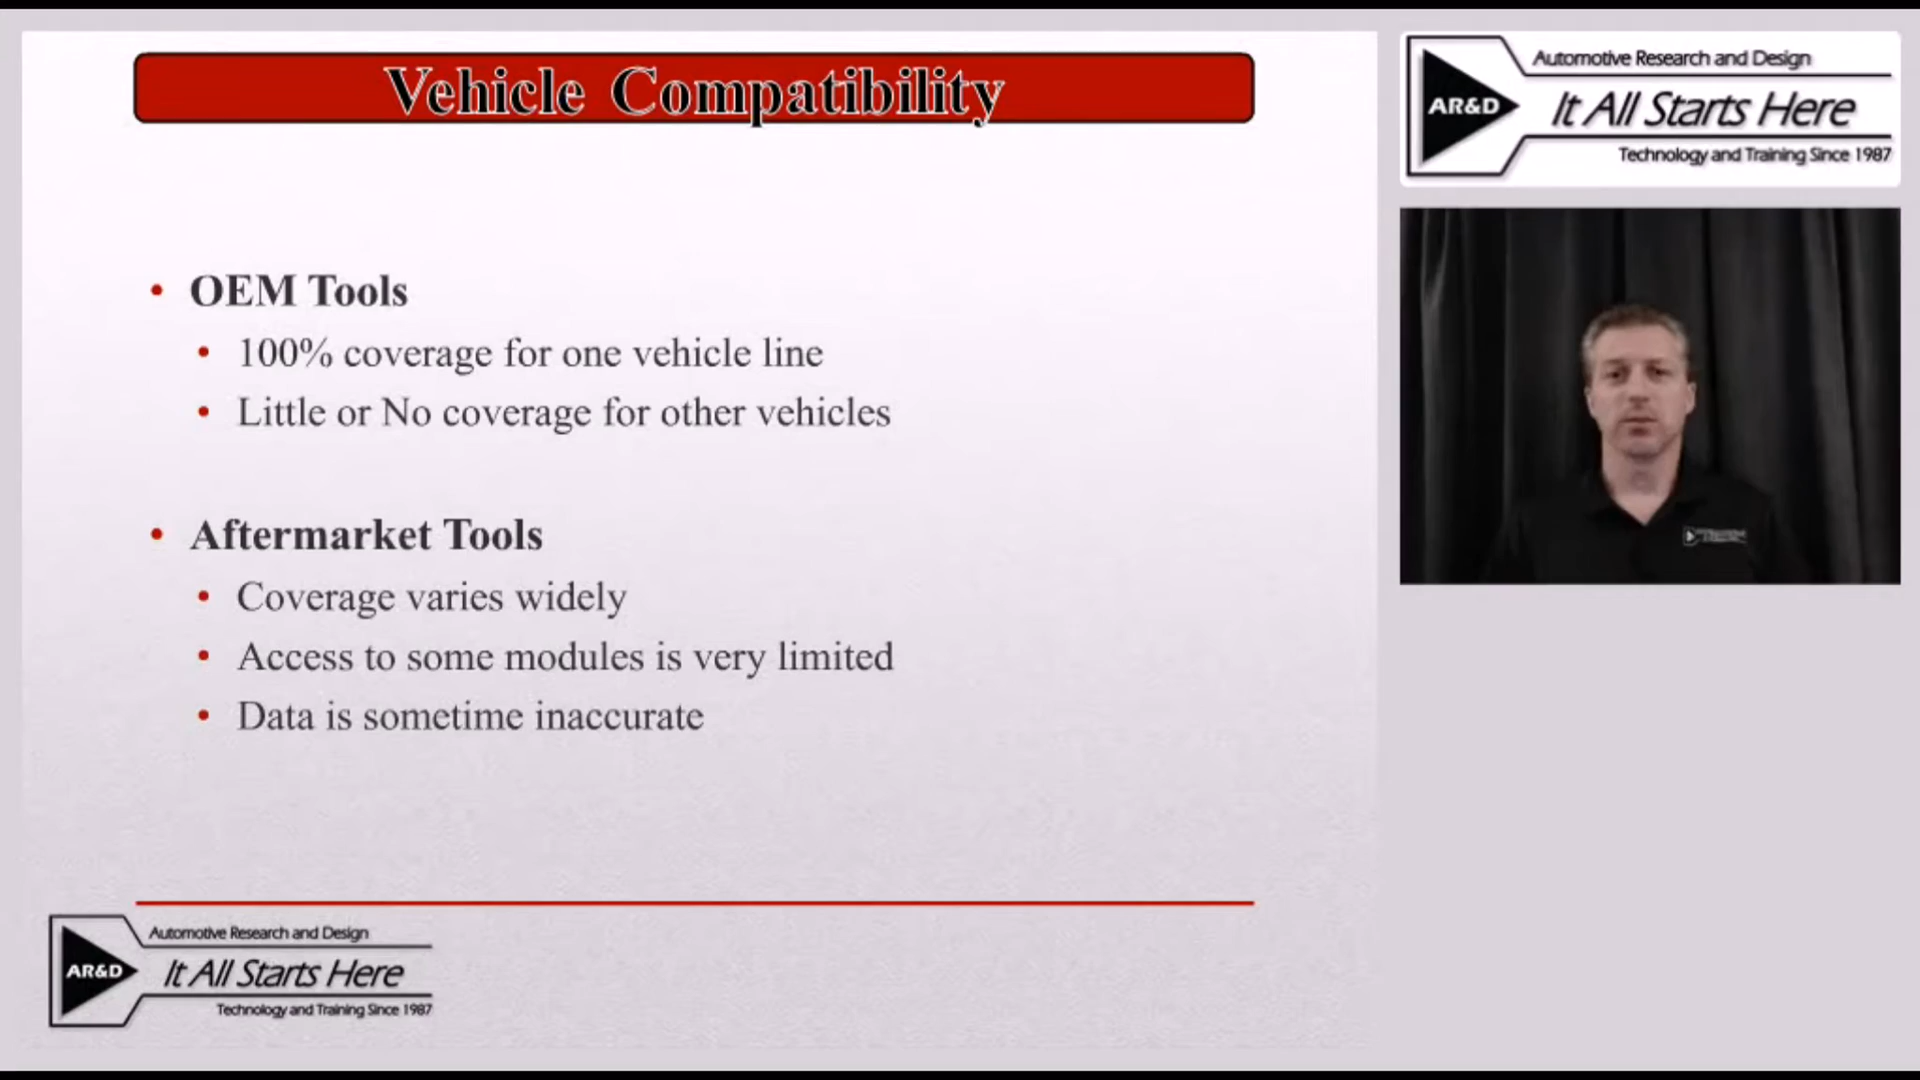 Vehicle Compatibility
OEM Tools
100% coverage for one vehicle line
Little or No coverage for other vehicles
Aftermarket Tools
Coverage varies widely
Access to some modules is very limited
Data is sometime inaccurate
AR&D
Automotive Research and Design
It All Starts Here
Technology and Training Since 1987
AR&D
Automotive Research and Design
It All Starts Here
Technology and Training Since 1987